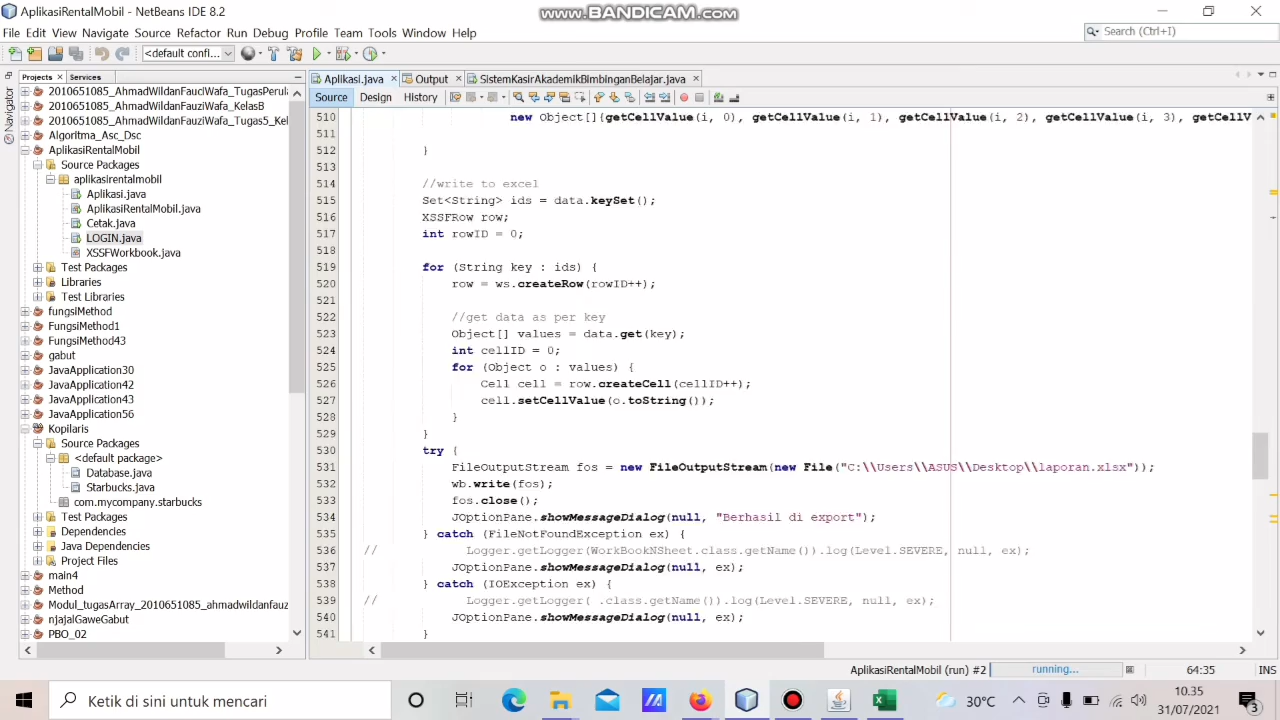 AplikasiRentalMobil - NetBeans IDE 8.2
www.BANDICAM.com
File Edit View Navigate Source Refactor Run Debug Profile Team Tools Window Help
Search (Ctrl+I)
<default confi...
Projects Services
Aplikasi.java Output SistemKasirAkademikBimbinganBelajar.java
Navigator
Source Design History
2010651085_AhmadWildanFauziWafa_TugasPerula
2010651085_AhmadWildanFauziWafa_KelasB
2010651085_AhmadWildanFauziWafa_Tugas5_Kel
Algoritma_Asc_Dsc
AplikasiRentalMobil
Source Packages
aplikasirentalmobil
Aplikasi.java
AplikasiRentalMobil.java
Cetak.java
LOGIN.java
XSSFWorkbook.java
Test Packages
Libraries
Test Libraries
fungsiMethod
FungsiMethod1
FungsiMethod43
gabut
JavaApplication30
JavaApplication42
JavaApplication43
JavaApplication56
Kopilaris
Source Packages
<default package>
Database.java
Starbucks.java
com.mycompany.starbucks
Test Packages
Dependencies
Java Dependencies
Project Files
main4
Method
Modul_tugasArray_2010651085_ahmadwildanfauz
njajalGaweGabut
PBO_02
510 new Object[]{getCellValue(i, 0), getCellValue(i, 1), getCellValue(i, 2), getCellValue(i, 3), getCellV
511
512 }
513
514 //write to excel
515 Set<String> ids = data.keySet();
516 XSSFRow row;
517 int rowID = 0;
518
519 for (String key : ids) {
520 row = ws.createRow(rowID++);
521
522 //get data as per key
523 Object[] values = data.get(key);
524 int cellID = 0;
525 for (Object o : values) {
526 Cell cell = row.createCell(cellID++);
527 cell.setCellValue(o.toString());
528 }
529 }
530 try {
531 FileOutputStream fos = new FileOutputStream(new File("C:\\Users\\ASUS\\Desktop\\laporan.xlsx"));
532 wb.write(fos);
533 fos.close();
534 JOptionPane.showMessageDialog(null, "Berhasil di export");
535 } catch (FileNotFoundException ex) {
536 // Logger.getLogger(WorkBookNSheet.class.getName()).log(Level.SEVERE, null, ex);
537 JOptionPane.showMessageDialog(null, ex);
538 } catch (IOException ex) {
539 // Logger.getLogger( .class.getName()).log(Level.SEVERE, null, ex);
540 JOptionPane.showMessageDialog(null, ex);
541 }
AplikasiRentalMobil (run) #2 running... 64:35 INS
Ketik di sini untuk mencari
30°C
10.35
31/07/2021
3